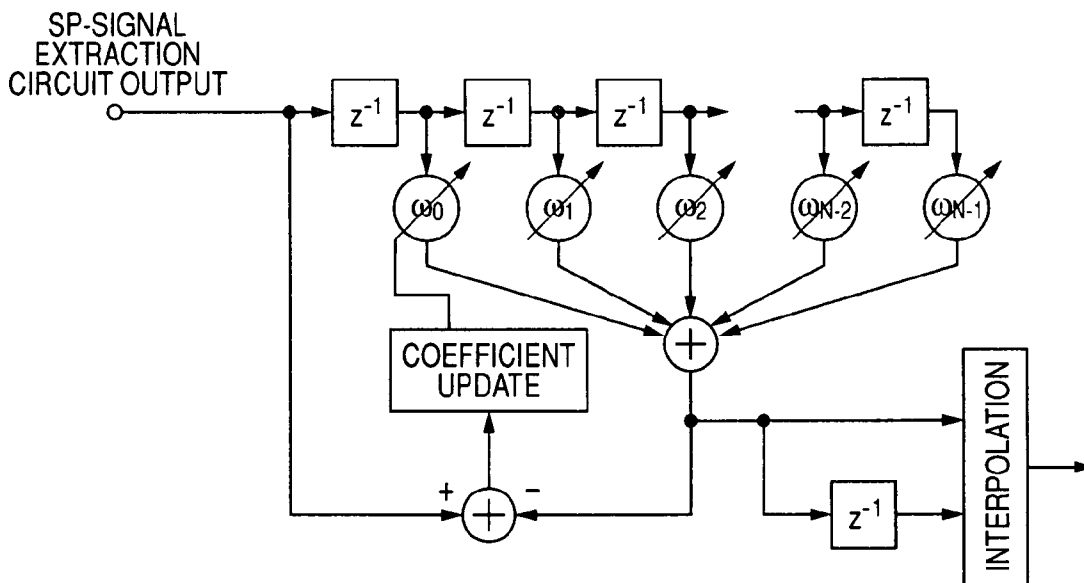 SP-SIGNAL
EXTRACTION
CIRCUIT OUTPUT
z⁻¹
z⁻¹
z⁻¹
z⁻¹
ω₀
ω₁
ω₂
ωN-2
ωN-1
+
COEFFICIENT
UPDATE
+
−
+
z⁻¹
INTERPOLATION